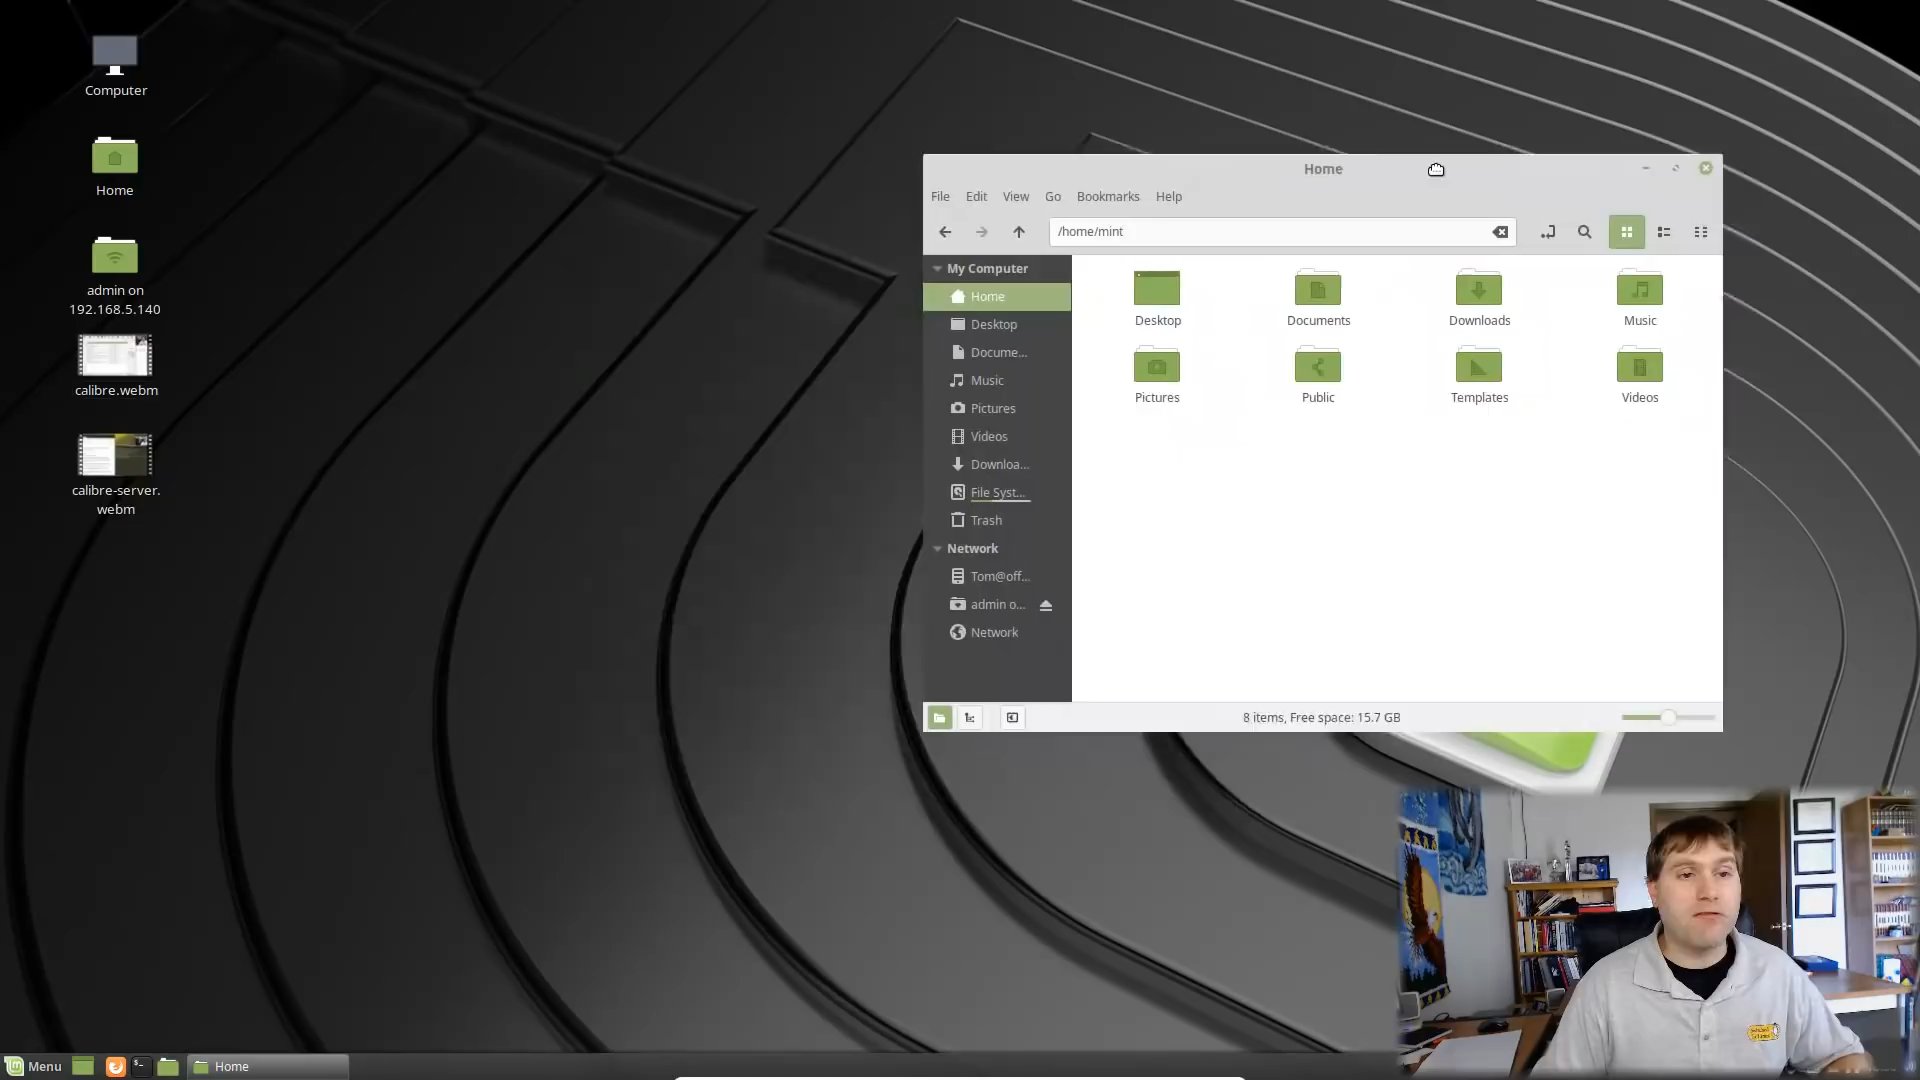 Computer
Home
admin on
192.168.5.140
calibre.webm
calibre-server.
webm
Home
File Edit View Go Bookmarks Help
/home/mint
My Computer
Home
Desktop
Docume...
Music
Pictures
Videos
Downloa...
File Syst...
Trash
Network
Tom@off...
admin o...
Network
Desktop
Documents
Downloads
Music
Pictures
Public
Templates
Videos
8 items, Free space: 15.7 GB
Menu
Home